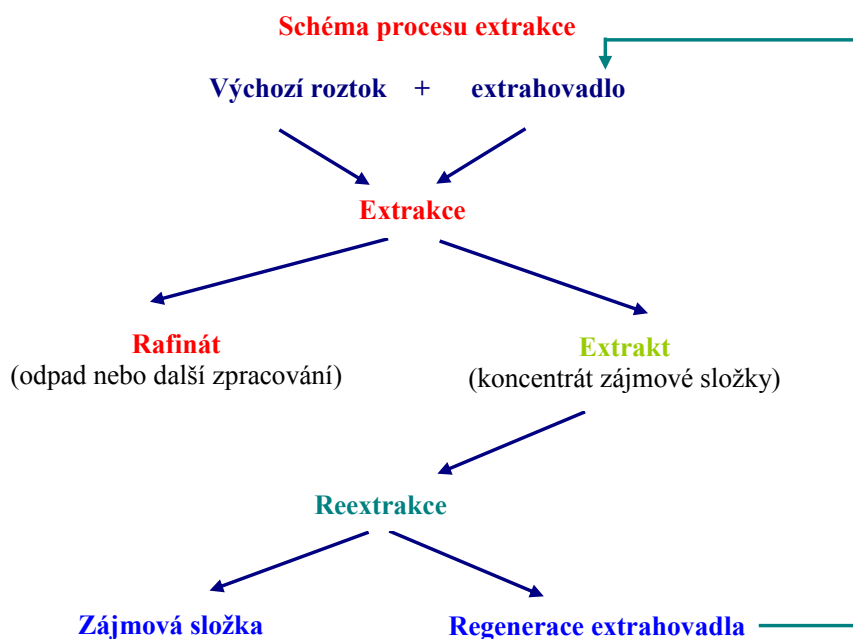 Schéma procesu extrakce
Výchozí roztok + extrahovadlo
Extrakce
Rafinát
(odpad nebo další zpracování)
Extrakt
(koncentrát zájmové složky)
Reextrakce
Zájmová složka
Regenerace extrahovadla